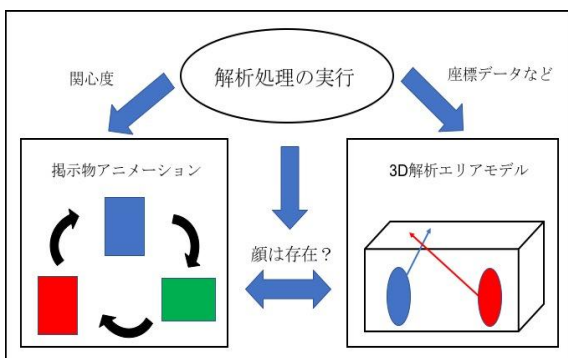 解析処理の実行
関心度
座標データなど
掲示物アニメーション
3D解析エリアモデル
顔は存在？